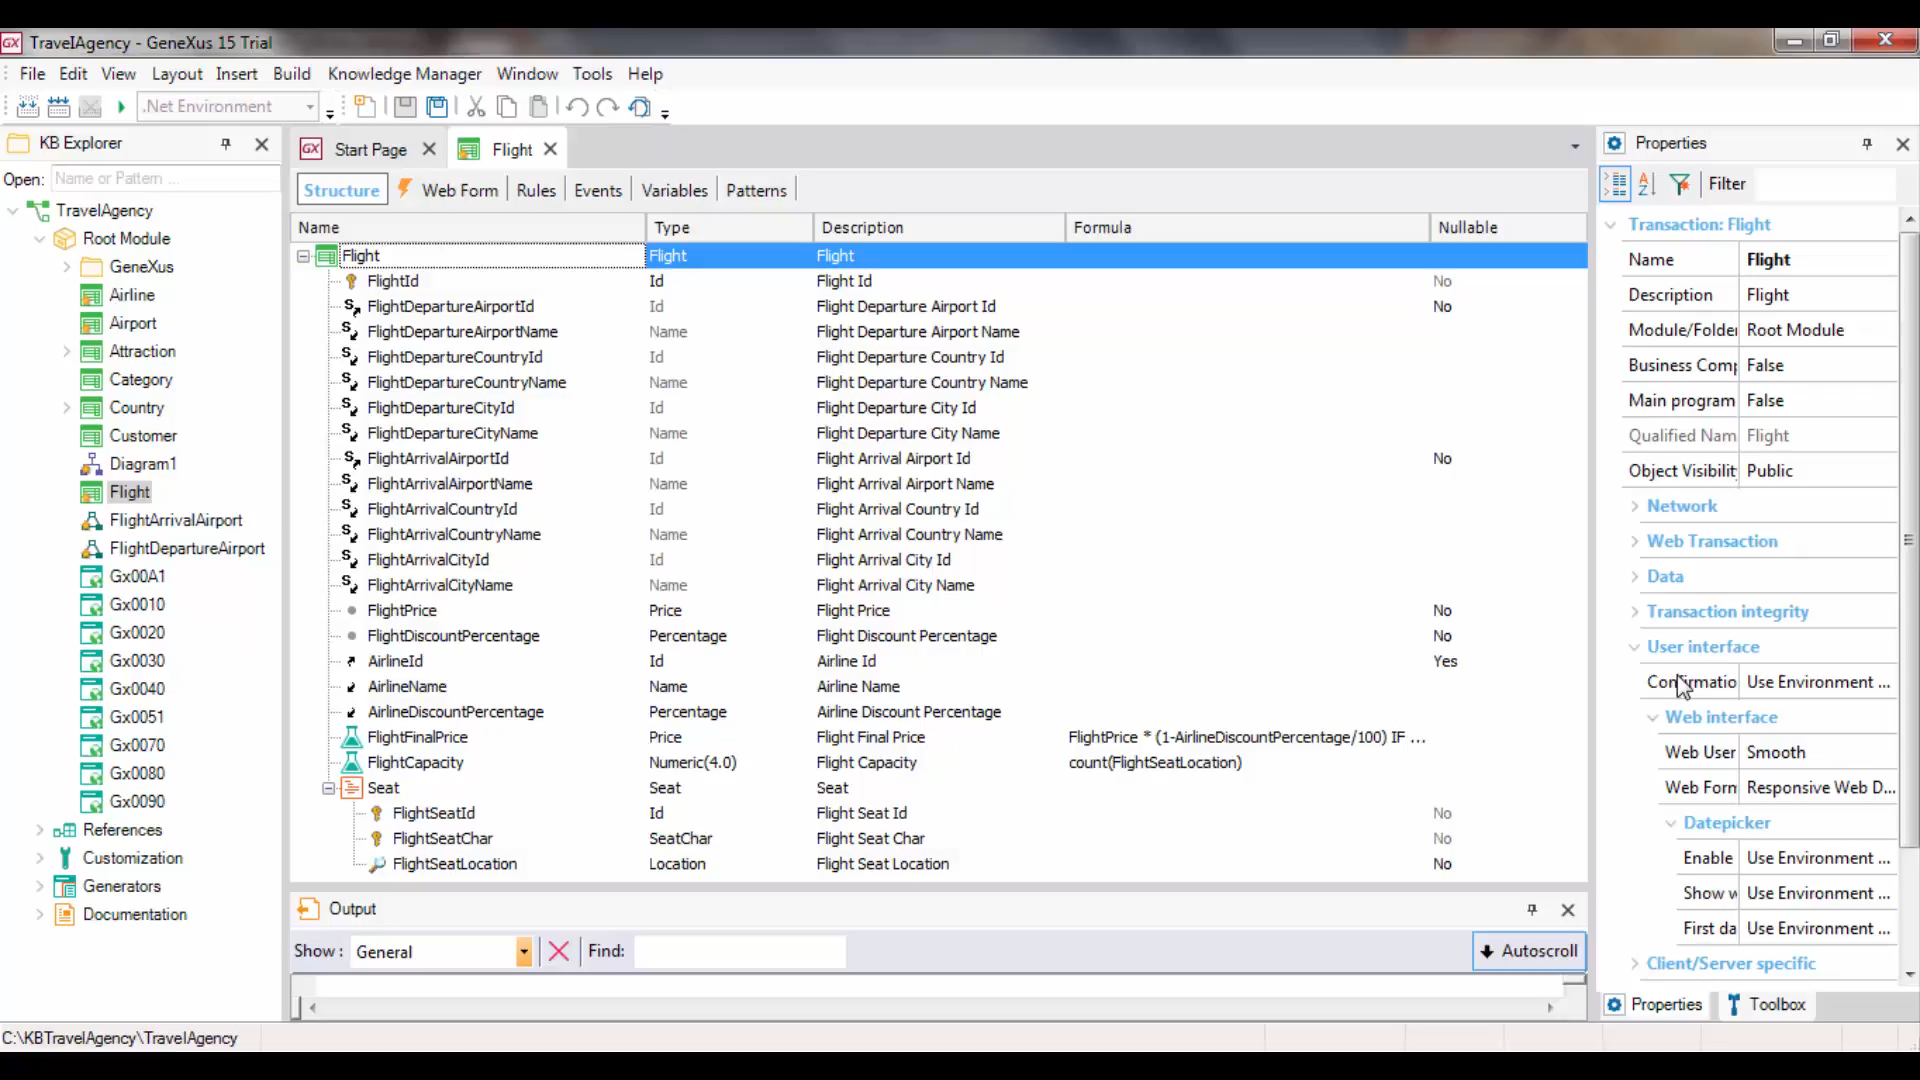 TravelAgency - GeneXus 15 Trial
File Edit View Layout Insert Build Knowledge Manager Window Tools Help
.Net Environment
KB Explorer
Open: Name or Pattern ...
TravelAgency
Root Module
GeneXus
Airline
Airport
Attraction
Category
Country
Customer
Diagram1
Flight
FlightArrivalAirport
FlightDepartureAirport
Gx00A1
Gx0010
Gx0020
Gx0030
Gx0040
Gx0051
Gx0070
Gx0080
Gx0090
References
Customization
Generators
Documentation
GX Start Page Flight
Structure Web Form Rules Events Variables Patterns
Name Type Description Formula Nullable
Flight Flight Flight
FlightId Id Flight Id No
FlightDepartureAirportId Id Flight Departure Airport Id No
FlightDepartureAirportName Name Flight Departure Airport Name
FlightDepartureCountryId Id Flight Departure Country Id
FlightDepartureCountryName Name Flight Departure Country Name
FlightDepartureCityId Id Flight Departure City Id
FlightDepartureCityName Name Flight Departure City Name
FlightArrivalAirportId Id Flight Arrival Airport Id No
FlightArrivalAirportName Name Flight Arrival Airport Name
FlightArrivalCountryId Id Flight Arrival Country Id
FlightArrivalCountryName Name Flight Arrival Country Name
FlightArrivalCityId Id Flight Arrival City Id
FlightArrivalCityName Name Flight Arrival City Name
FlightPrice Price Flight Price No
FlightDiscountPercentage Percentage Flight Discount Percentage No
AirlineId Id Airline Id Yes
AirlineName Name Airline Name
AirlineDiscountPercentage Percentage Airline Discount Percentage
FlightFinalPrice Price Flight Final Price FlightPrice * (1-AirlineDiscountPercentage/100) IF ...
FlightCapacity Numeric(4.0) Flight Capacity count(FlightSeatLocation)
Seat Seat Seat
FlightSeatId Id Flight Seat Id No
FlightSeatChar SeatChar Flight Seat Char No
FlightSeatLocation Location Flight Seat Location No
Output
Show : General Find: Autoscroll
Properties
Filter
Transaction: Flight
Name Flight
Description Flight
Module/Folder Root Module
Business Comp False
Main program False
Qualified Nam Flight
Object Visibility Public
Network
Web Transaction
Data
Transaction integrity
User interface
Confirmatio Use Environment ...
Web interface
Web User Smooth
Web Form Responsive Web D...
Datepicker
Enable Use Environment ...
Show w Use Environment ...
First da Use Environment ...
Client/Server specific
Properties Toolbox
C:\KBTravelAgency\TravelAgency